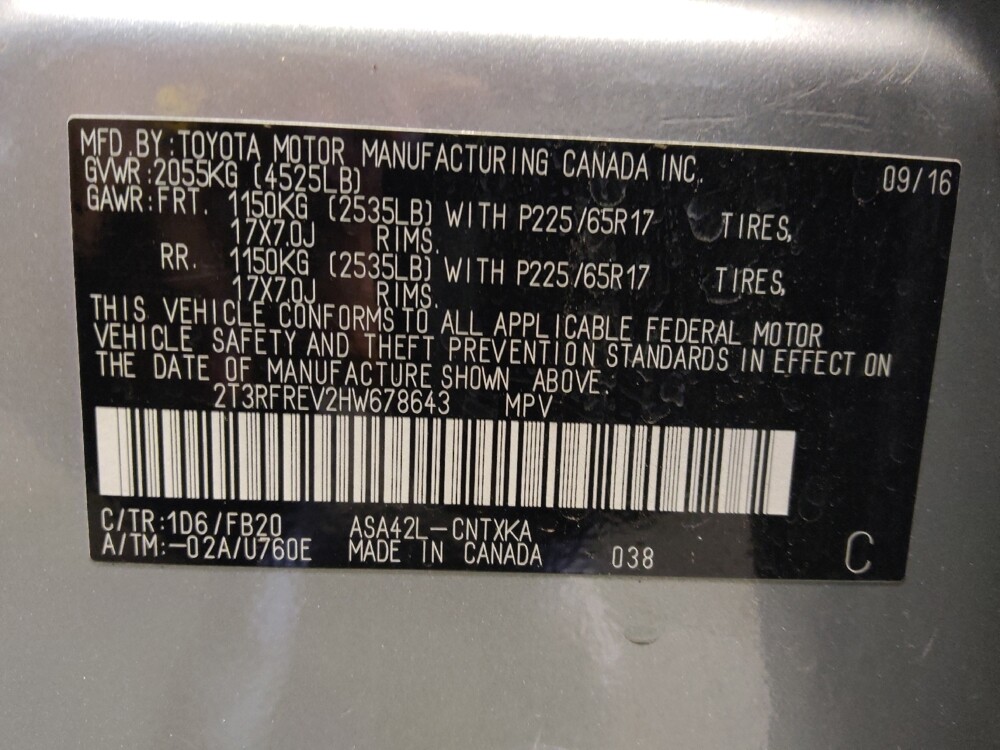 MFD. BY: TOYOTA MOTOR MANUFACTURING CANADA INC. 09/16
GVWR: 2055KG (4525LB)
GAWR: FRT. 1150KG (2535LB) WITH P225/65R17 TIRES,
17X7.0J RIMS.
RR. 1150KG (2535LB) WITH P225/65R17 TIRES,
17X7.0J RIMS.
THIS VEHICLE CONFORMS TO ALL APPLICABLE FEDERAL MOTOR
VEHICLE SAFETY AND THEFT PREVENTION STANDARDS IN EFFECT ON
THE DATE OF MANUFACTURE SHOWN ABOVE.
2T3RFREV2HW678643 MPV
C/TR: 1D6/FB20 ASA42L-CNTXKA
A/TM: -02A/U760E MADE IN CANADA 038 C